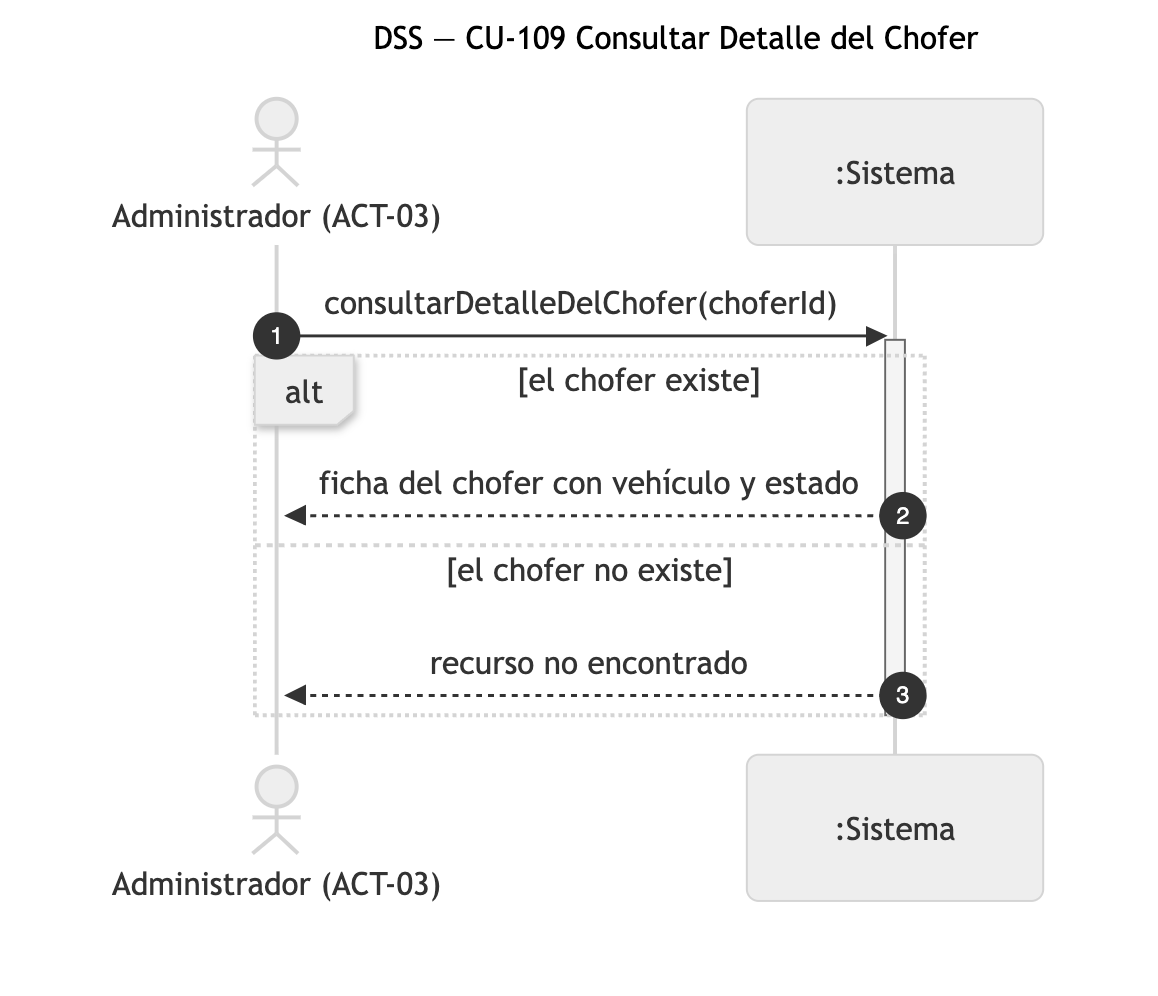 DSS — CU-109 Consultar Detalle del Chofer
Administrador (ACT-03)
:Sistema
consultarDetalleDelChofer(choferId)
1
alt
[el chofer existe]
ficha del chofer con vehículo y estado
2
[el chofer no existe]
recurso no encontrado
3
Administrador (ACT-03)
:Sistema